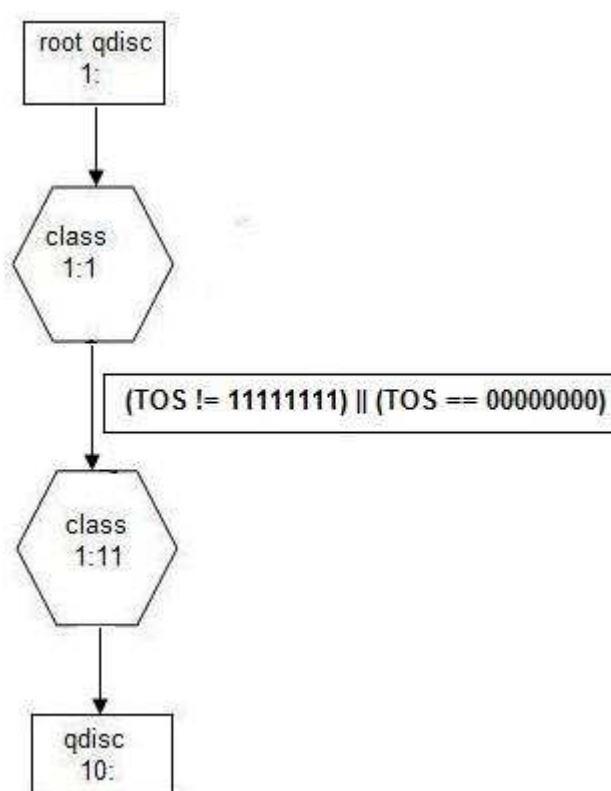 root qdisc
1:
class
1:1
(TOS != 11111111) || (TOS == 00000000)
class
1:11
qdisc
10: